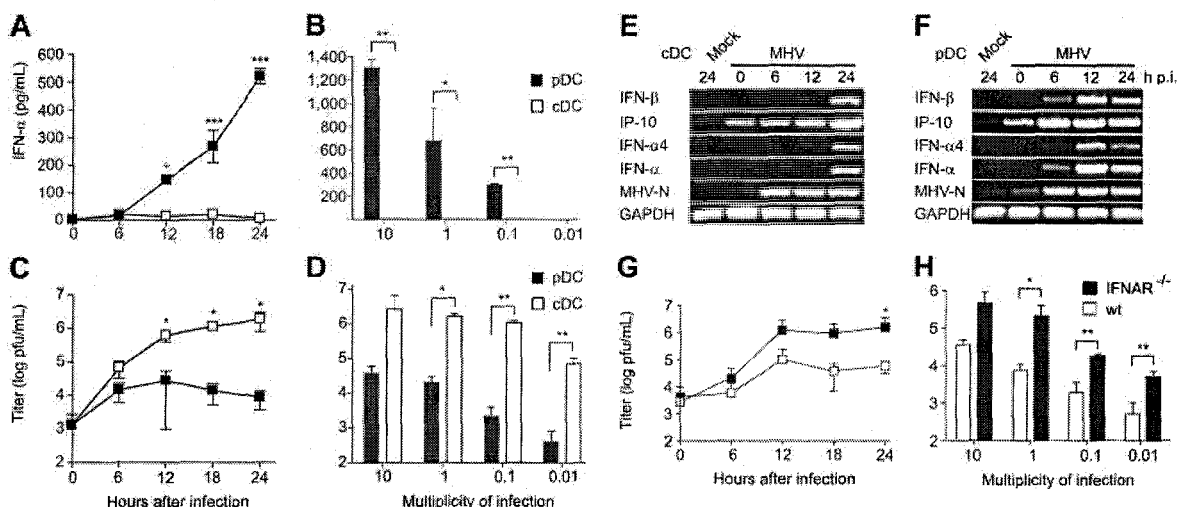 A
IFN-α (pg/mL)
600
500
400
300
200
100
0
***
***
*
0 6 12 18 24
B
1,400
1,200
1,000
800
600
400
200
**
*
**
pDC
cDC
10 1 0.1 0.01
C
Titer (log pfu/mL)
7
6
5
4
3
2
* * *
0 6 12 18 24
Hours after infection
D
7
6
5
4
3
2
*
**
**
pDC
cDC
10 1 0.1 0.01
Multiplicity of infection
E
cDC Mock MHV
24 0 6 12 24
IFN-β
IP-10
IFN-α4
IFN-α
MHV-N
GAPDH
F
pDC Mock MHV
24 0 6 12 24 h p.i.
IFN-β
IP-10
IFN-α4
IFN-α
MHV-N
GAPDH
G
Titer (log pfu/mL)
7
6
5
4
3
2
*
0 6 12 18 24
Hours after infection
H
6
5
4
3
2
*
**
**
IFNAR-/-
wt
10 1 0.1 0.01
Multiplicity of infection